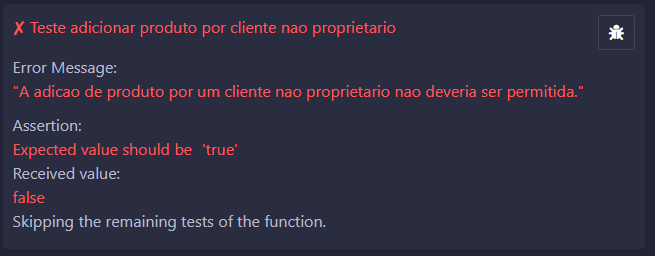 ✗ Teste adicionar produto por cliente nao proprietario
Error Message:
"A adicao de produto por um cliente nao proprietario nao deveria ser permitida."
Assertion:
Expected value should be 'true'
Received value:
false
Skipping the remaining tests of the function.